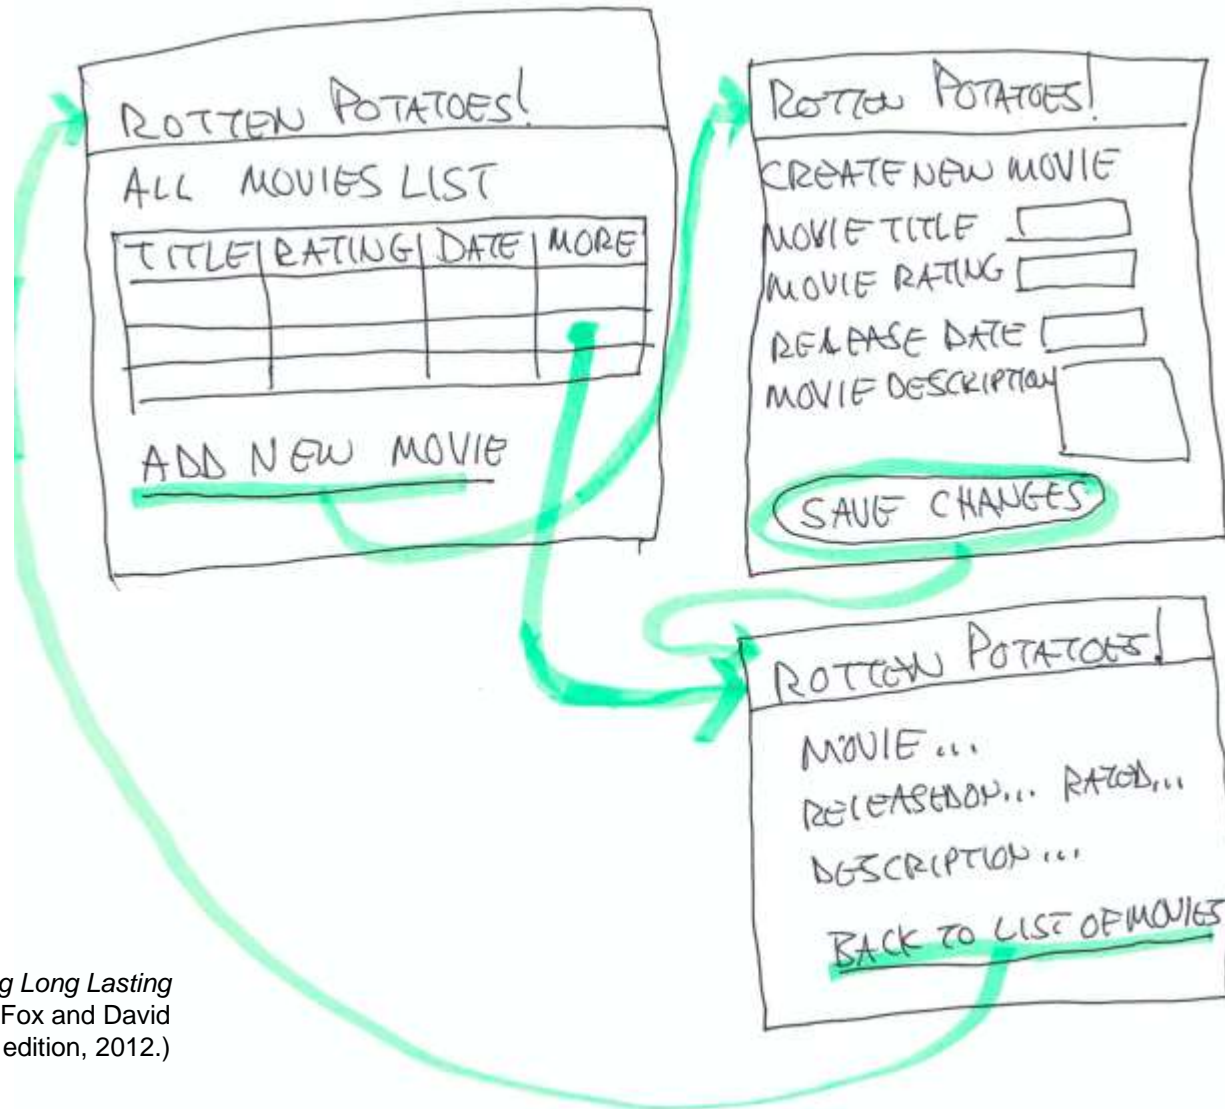 ROTTEN POTATOES!
ALL MOVIES LIST
TITLE RATING DATE MORE
ADD NEW MOVIE
ROTTEN POTATOES!
CREATE NEW MOVIE
MOVIE TITLE
MOVIE RATING
RELEASE DATE
MOVIE DESCRIPTION
SAVE CHANGES
ROTTEN POTATOES!
MOVIE ...
RELEASED ON... RATED...
DESCRIPTION ...
BACK TO LIST OF MOVIES
g Long Lasting
Fox and David
edition, 2012.)